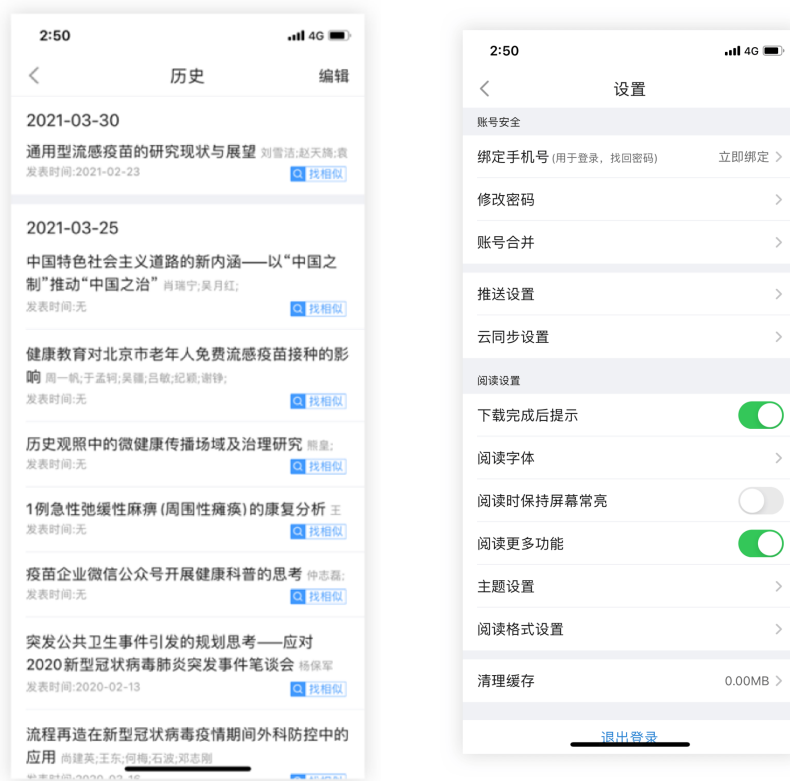 2:50
4G
历史
编辑
2021-03-30
通用型流感疫苗的研究现状与展望 刘雪洁;赵天旖;袁
发表时间:2021-02-23
找相似
2021-03-25
中国特色社会主义道路的新内涵——以“中国之
制”推动“中国之治” 肖瑞宁;吴月红;
发表时间:无
找相似
健康教育对北京市老年人免费流感疫苗接种的影
响 周一帆;于孟轲;吴疆;吕敏;纪颖;谢铮;
发表时间:无
找相似
历史观照中的微健康传播场域及治理研究 熊皇;
发表时间:无
找相似
1例急性弛缓性麻痹(周围性瘫痪)的康复分析 王
发表时间:无
找相似
疫苗企业微信公众号开展健康科普的思考 仲志磊;
发表时间:无
找相似
突发公共卫生事件引发的规划思考——应对
2020新型冠状病毒肺炎突发事件笔谈会 杨保军
发表时间:2020-02-13
找相似
流程再造在新型冠状病毒疫情期间外科防控中的
应用 尚建英;王东;何梅;石波;邓志刚
2:50
4G
设置
账号安全
绑定手机号(用于登录，找回密码)
立即绑定
修改密码
账号合并
推送设置
云同步设置
阅读设置
下载完成后提示
阅读字体
阅读时保持屏幕常亮
阅读更多功能
主题设置
阅读格式设置
清理缓存
0.00MB
退出登录